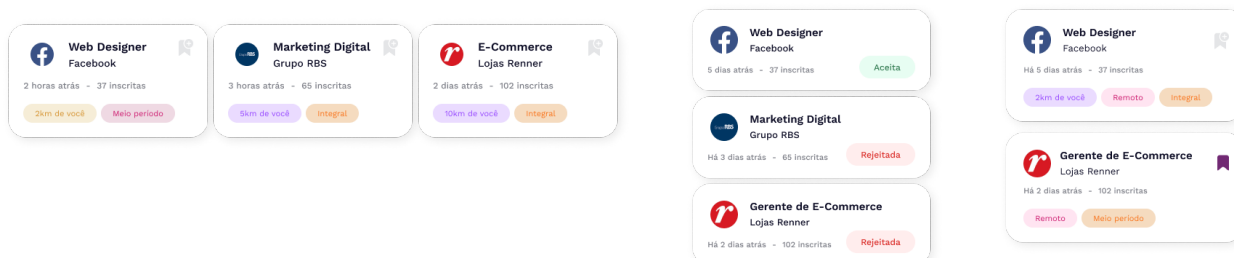 Web Designer
Facebook
2 horas atrás - 37 inscritas
2km de você
Meio período
Marketing Digital
Grupo RBS
3 horas atrás - 65 inscritas
5km de você
Integral
E-Commerce
Lojas Renner
2 dias atrás - 102 inscritas
10km de você
Integral
Web Designer
Facebook
5 dias atrás - 37 inscritas
Aceita
Marketing Digital
Grupo RBS
Há 3 dias atrás - 65 inscritas
Rejeitada
Gerente de E-Commerce
Lojas Renner
Há 2 dias atrás - 102 inscritas
Rejeitada
Web Designer
Facebook
Há 5 dias atrás - 37 inscritas
2km de você
Remoto
Integral
Gerente de E-Commerce
Lojas Renner
Há 2 dias atrás - 102 inscritas
Remoto
Meio período